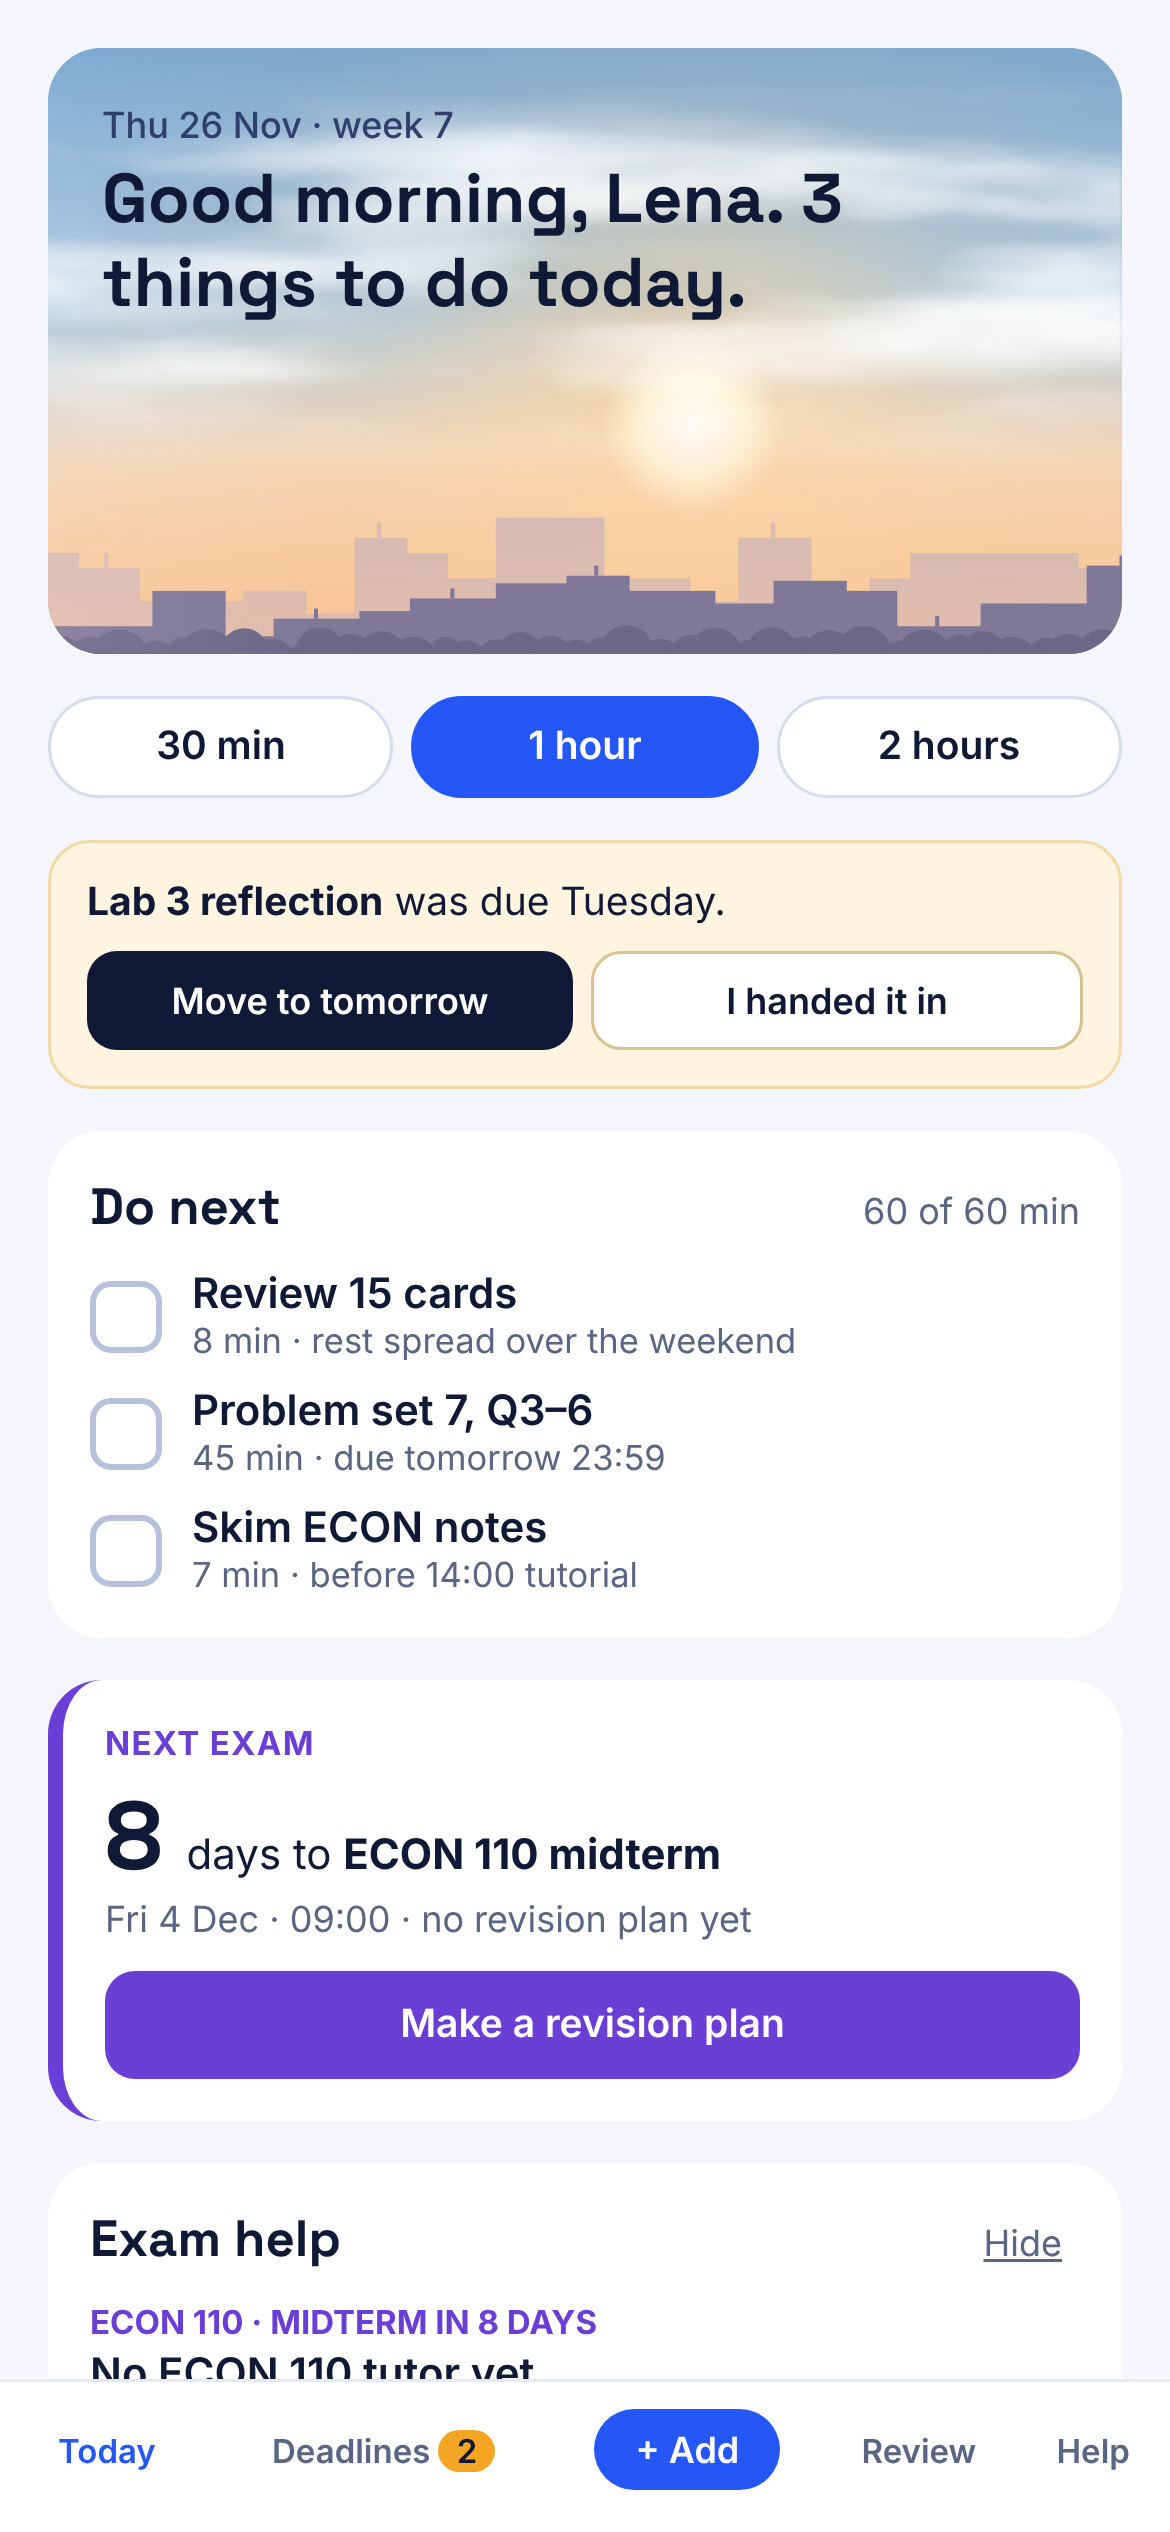 Thu 26 Nov · week 7
Good morning, Lena. 3
things to do today.
30 min
1 hour
2 hours
Lab 3 reflection was due Tuesday.
Move to tomorrow
I handed it in
Do next
60 of 60 min
Review 15 cards
8 min · rest spread over the weekend
Problem set 7, Q3–6
45 min · due tomorrow 23:59
Skim ECON notes
7 min · before 14:00 tutorial
NEXT EXAM
8 days to ECON 110 midterm
Fri 4 Dec · 09:00 · no revision plan yet
Make a revision plan
Exam help
Hide
ECON 110 · MIDTERM IN 8 DAYS
No ECON 110 tutor yet
Today
Deadlines 2
+ Add
Review
Help